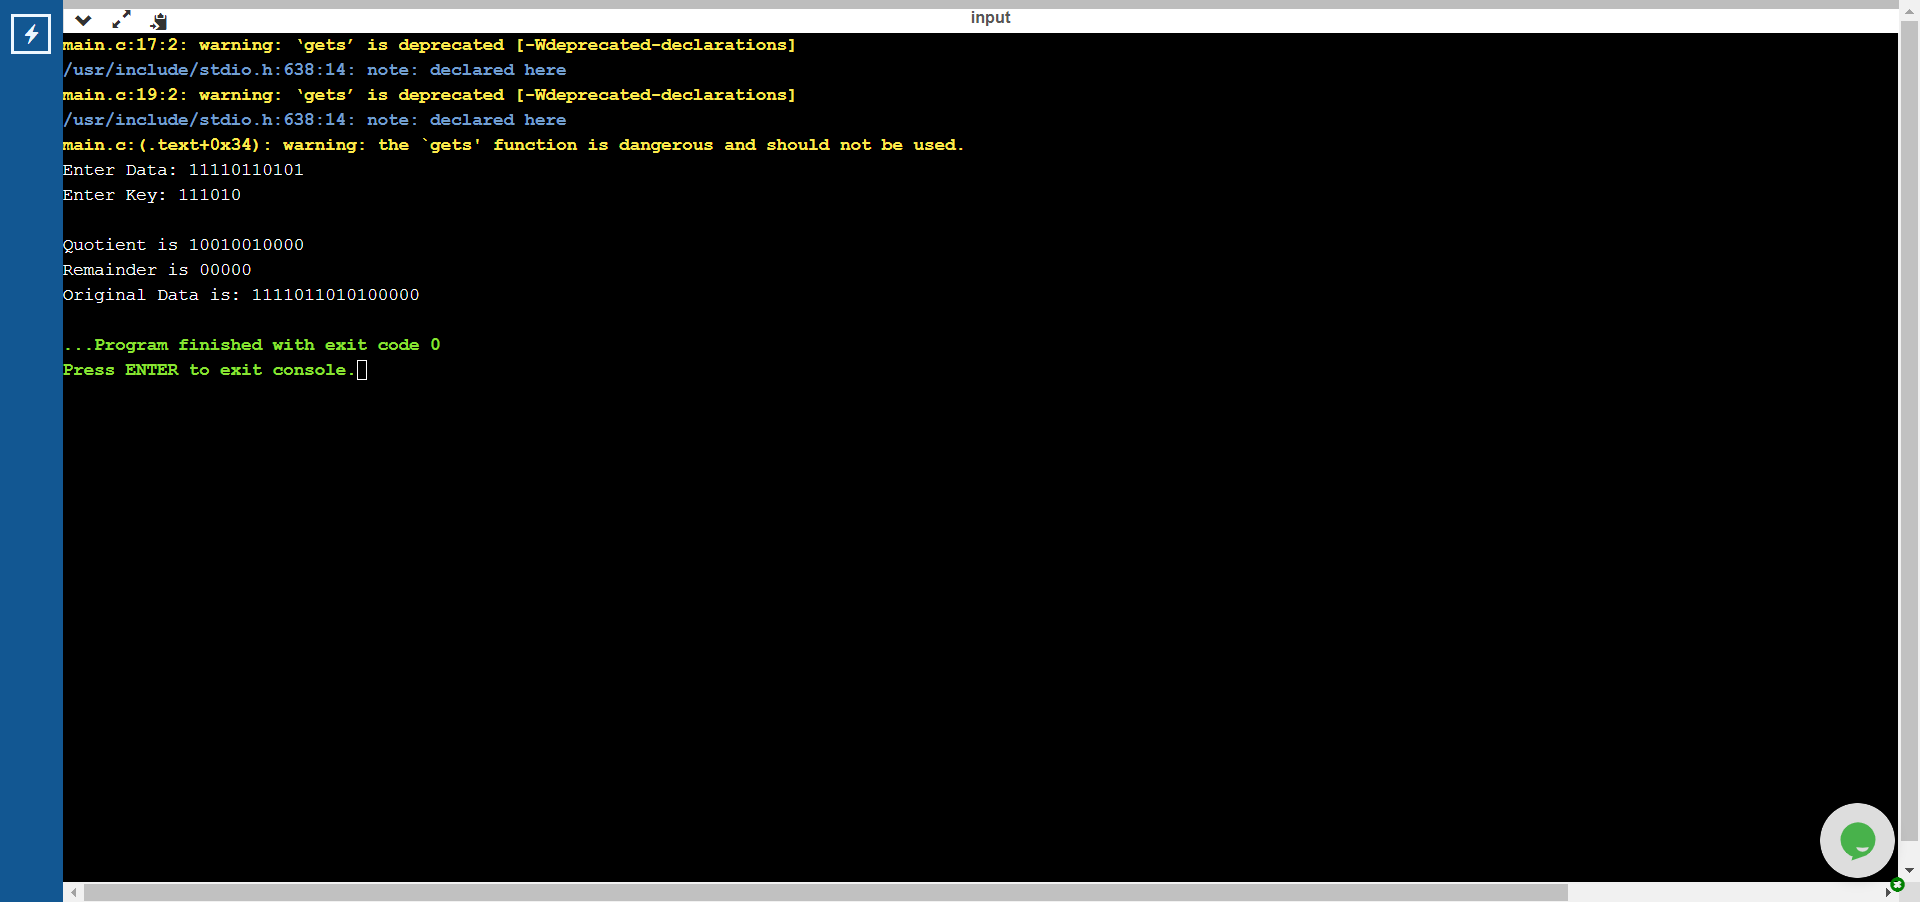 input
main.c:17:2: warning: ‘gets’ is deprecated [-Wdeprecated-declarations]
/usr/include/stdio.h:638:14: note: declared here
main.c:19:2: warning: ‘gets’ is deprecated [-Wdeprecated-declarations]
/usr/include/stdio.h:638:14: note: declared here
main.c:(.text+0x34): warning: the `gets' function is dangerous and should not be used.
Enter Data: 11110110101
Enter Key: 111010
Quotient is 10010010000
Remainder is 00000
Original Data is: 1111011010100000
...Program finished with exit code 0
Press ENTER to exit console.